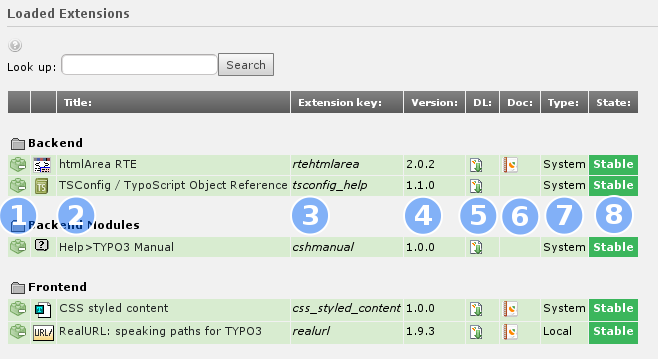 Loaded Extensions
Look up: Search
Title: Extension key: Version: DL: Doc: Type: State:
Backend
htmlArea RTE rtehtmlarea 2.0.2 System Stable
TS TSConfig / TypoScript Object Reference tsconfig_help 1.1.0 System Stable
1 2 3 4 5 6 7 8
Backend Modules
Help>TYPO3 Manual cshmanual 1.0.0 System Stable
Frontend
CSS styled content css_styled_content 1.0.0 System Stable
URL/ RealURL: speaking paths for TYPO3 realurl 1.9.3 Local Stable